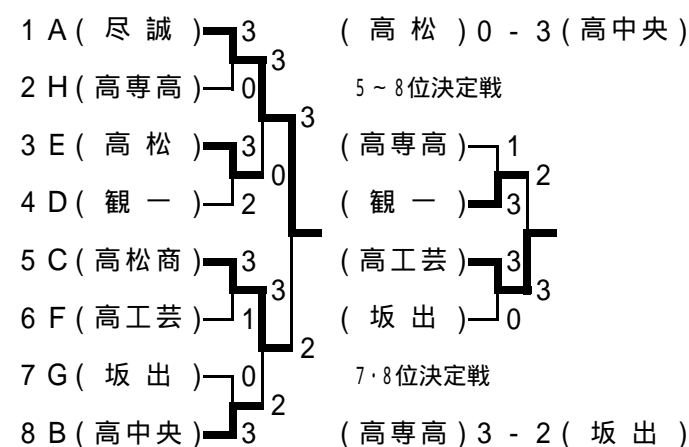 1 A ( 尽 誠 ) 3
3
2 H ( 高専高 ) 0
3
3 E ( 高 松 ) 3
0
4 D ( 観 一 ) 2
5 C ( 高松商 ) 3
3
6 F ( 高工芸 ) 1
2
7 G ( 坂 出 ) 0
2
8 B ( 高中央 ) 3
( 高 松 ) 0 - 3 ( 高中央 )
5~8位決定戦
( 高専高 ) 1
2
( 観 一 ) 3
( 高工芸 ) 3
3
( 坂 出 ) 0
7・8位決定戦
( 高専高 ) 3 - 2 ( 坂 出 )